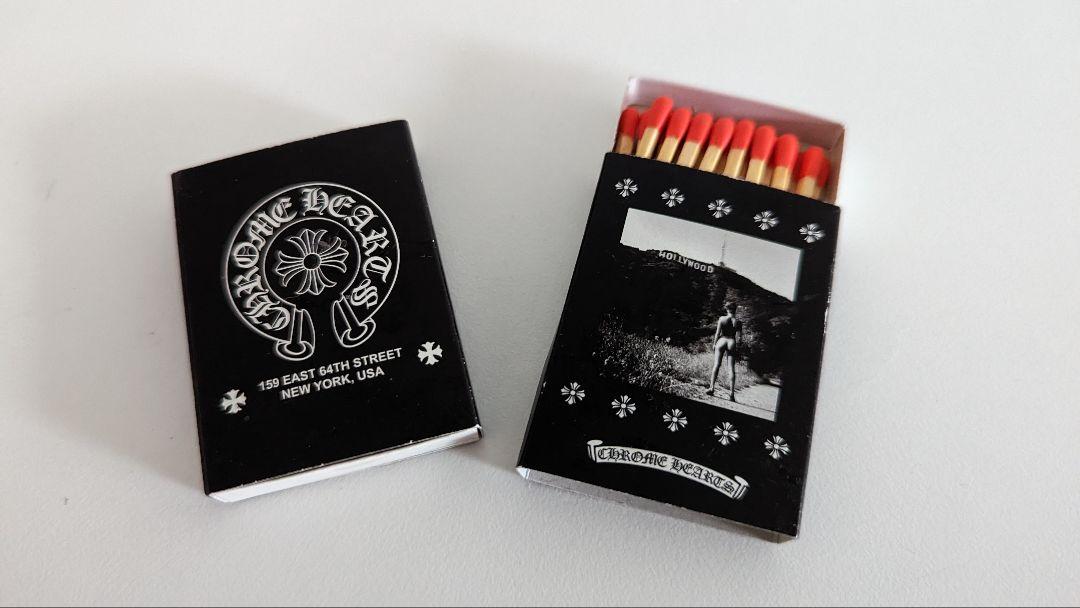 CHROME HEARTS
159 EAST 64TH STREET
NEW YORK, USA
HOLLYWOOD
CHROME HEARTS